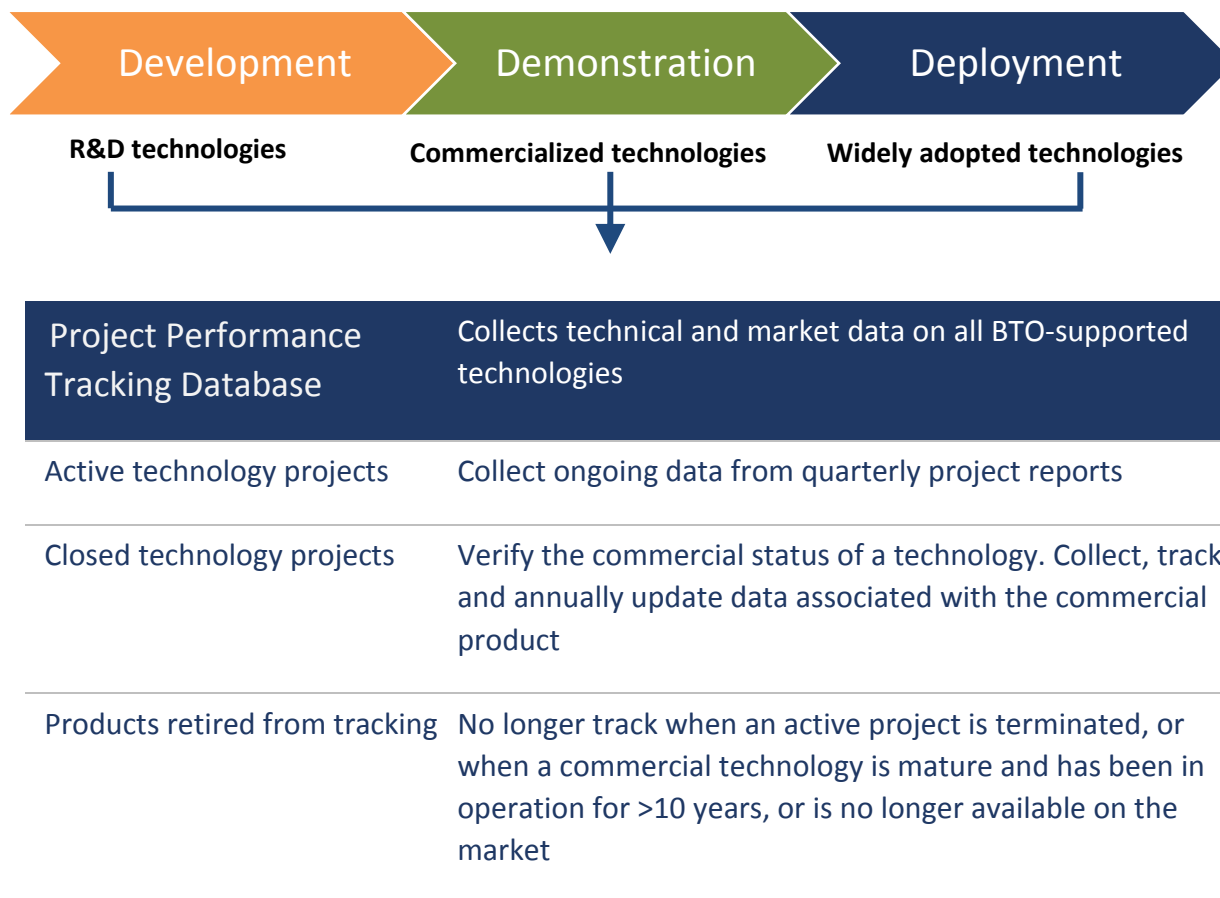 Development
Demonstration
Deployment
R&D technologies
Commercialized technologies
Widely adopted technologies
Project Performance
Tracking Database
Collects technical and market data on all BTO-supported
technologies
Active technology projects
Collect ongoing data from quarterly project reports
Closed technology projects
Verify the commercial status of a technology. Collect, track
and annually update data associated with the commercial
product
Products retired from tracking
No longer track when an active project is terminated, or
when a commercial technology is mature and has been in
operation for >10 years, or is no longer available on the
market